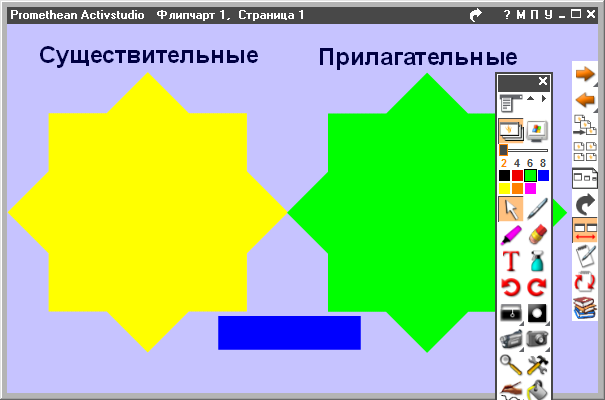 Promethean Activstudio Флипчарт 1, Страница 1 ? М П У
Существительные Прилагательные
2 4 6 8
T